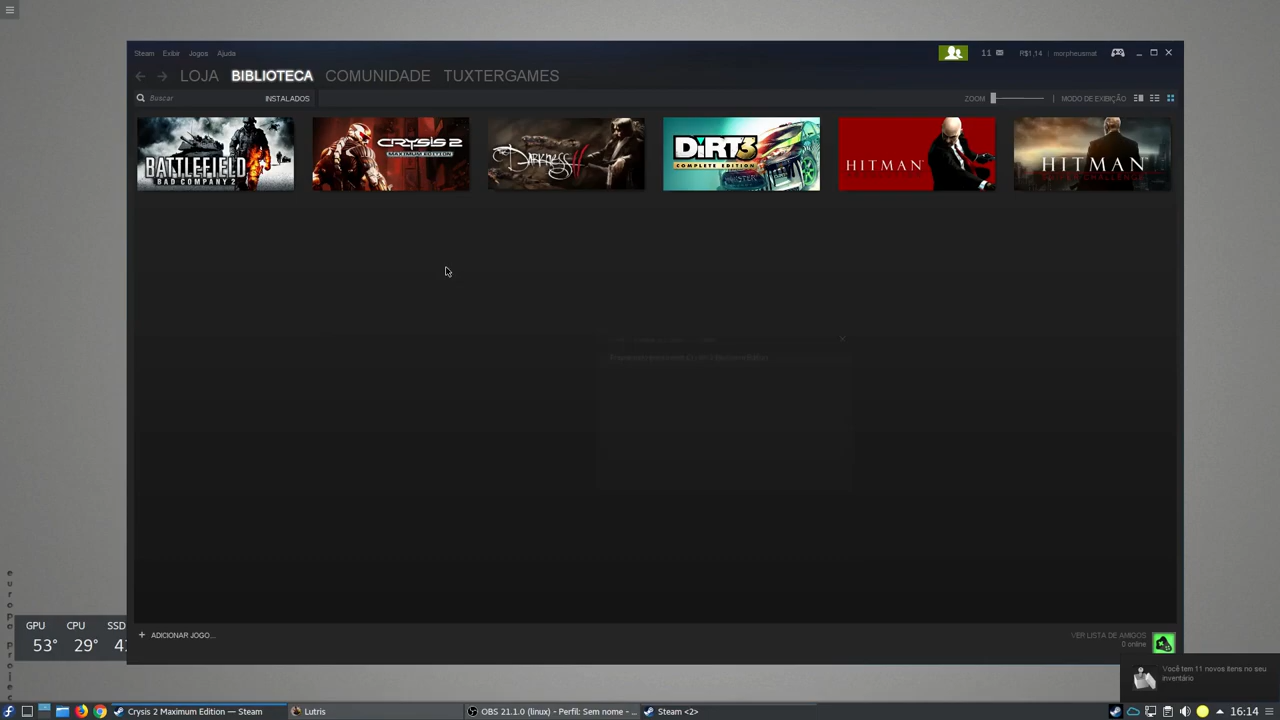 Steam Exibir Jogos Ajuda
11
R$1,14 | morpheusmat
LOJA BIBLIOTECA COMUNIDADE TUXTERGAMES
Buscar
INSTALADOS
ZOOM
MODO DE EXIBIÇÃO
BATTLEFIELD
BAD COMPANY 2
CRYSIS 2
MAXIMUM EDITION
Darkness II
DiRT3
COMPLETE EDITION
HITMAN
HITMAN
GPU CPU SSD
53° 29°
+ ADICIONAR JOGO...
VER LISTA DE AMIGOS
0 online
Você tem 11 novos itens no seu
inventário
Crysis 2 Maximum Edition — Steam
Lutris
OBS 21.1.0 (linux) - Perfil: Sem nome - ...
Steam <2>
16:14